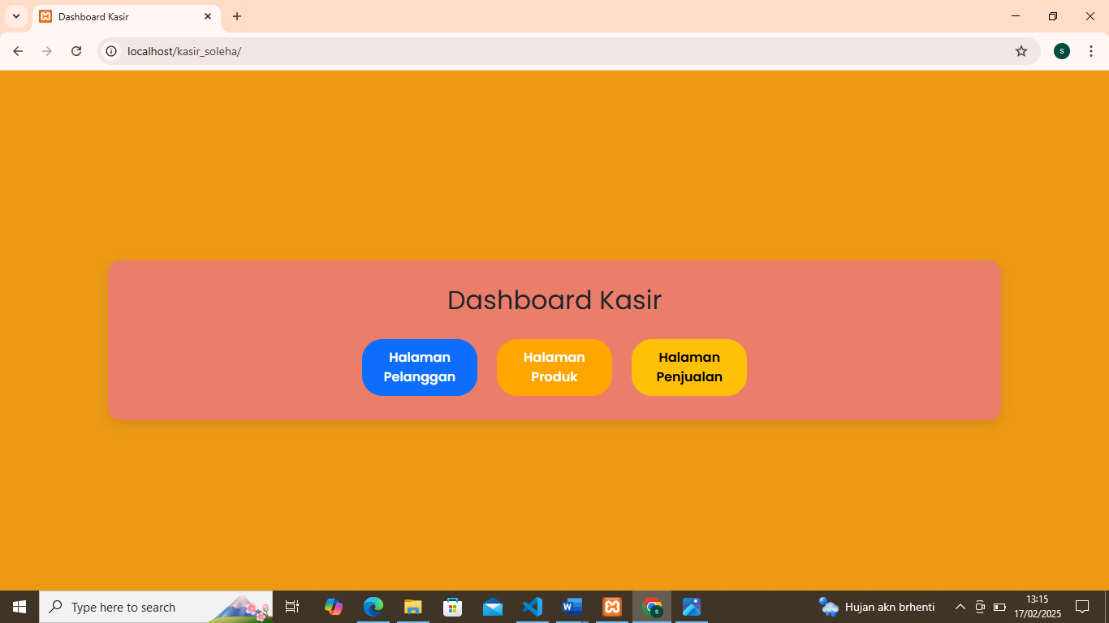 Dashboard Kasir
localhost/kasir_soleha/
S
Dashboard Kasir
Halaman
Pelanggan
Halaman
Produk
Halaman
Penjualan
Type here to search
Hujan akn brhenti
13:15
17/02/2025